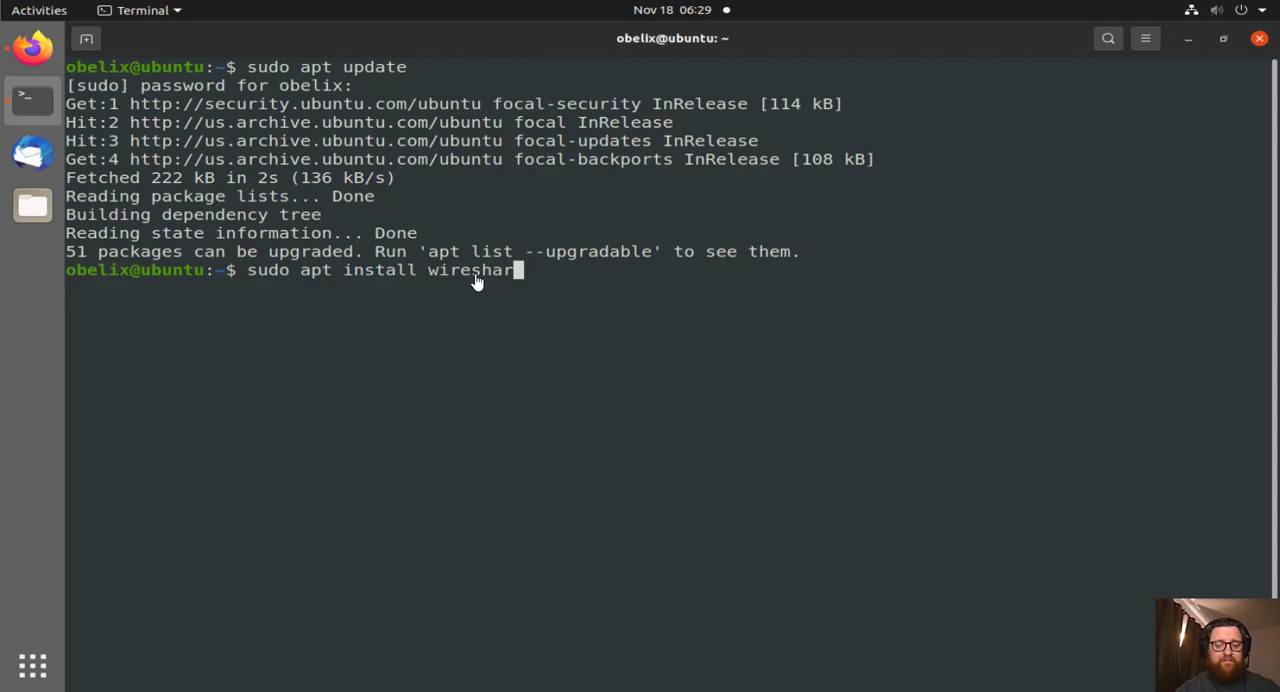 Activities
Terminal
Nov 18 06:29
obelix@ubuntu: ~
obelix@ubuntu:~$ sudo apt update
[sudo] password for obelix:
Get:1 http://security.ubuntu.com/ubuntu focal-security InRelease [114 kB]
Hit:2 http://us.archive.ubuntu.com/ubuntu focal InRelease
Hit:3 http://us.archive.ubuntu.com/ubuntu focal-updates InRelease
Get:4 http://us.archive.ubuntu.com/ubuntu focal-backports InRelease [108 kB]
Fetched 222 kB in 2s (136 kB/s)
Reading package lists... Done
Building dependency tree
Reading state information... Done
51 packages can be upgraded. Run 'apt list --upgradable' to see them.
obelix@ubuntu:~$ sudo apt install wireshar